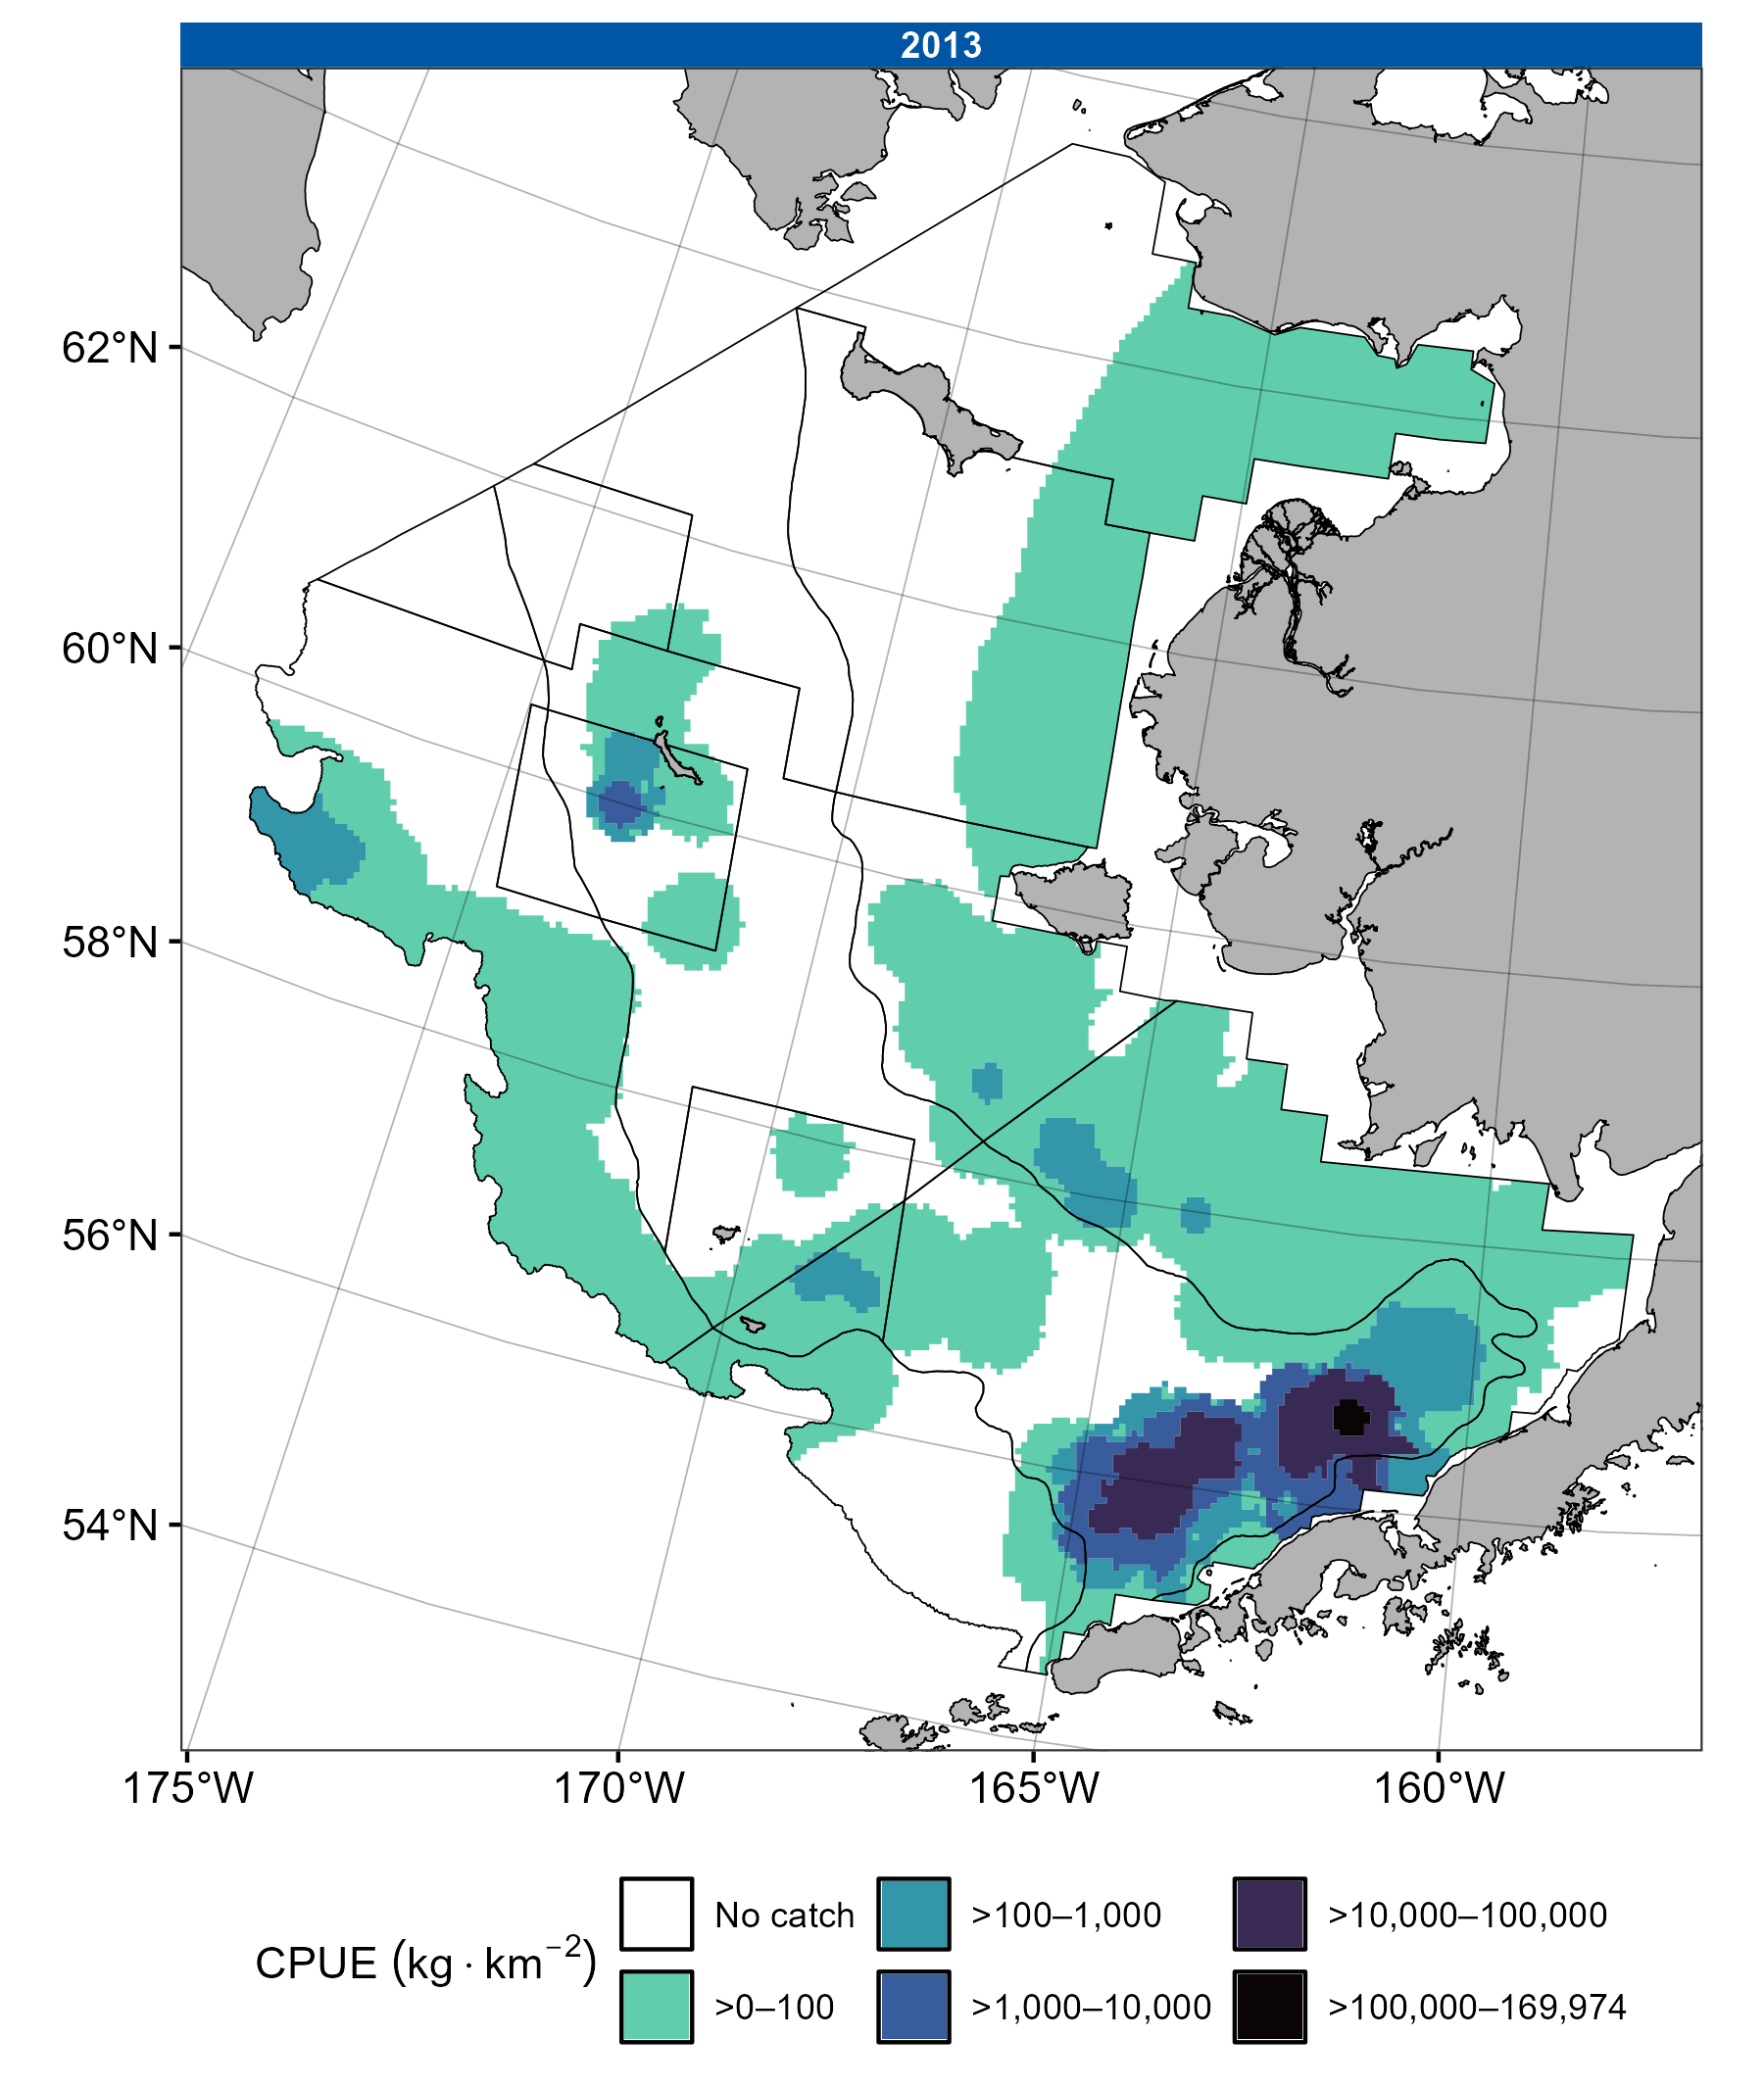 2013
62°N
60°N
58°N
56°N
54°N
175°W 170°W 165°W 160°W
CPUE (kg · km⁻²)
No catch >100–1,000 >10,000–100,000
>0–100 >1,000–10,000 >100,000–169,974